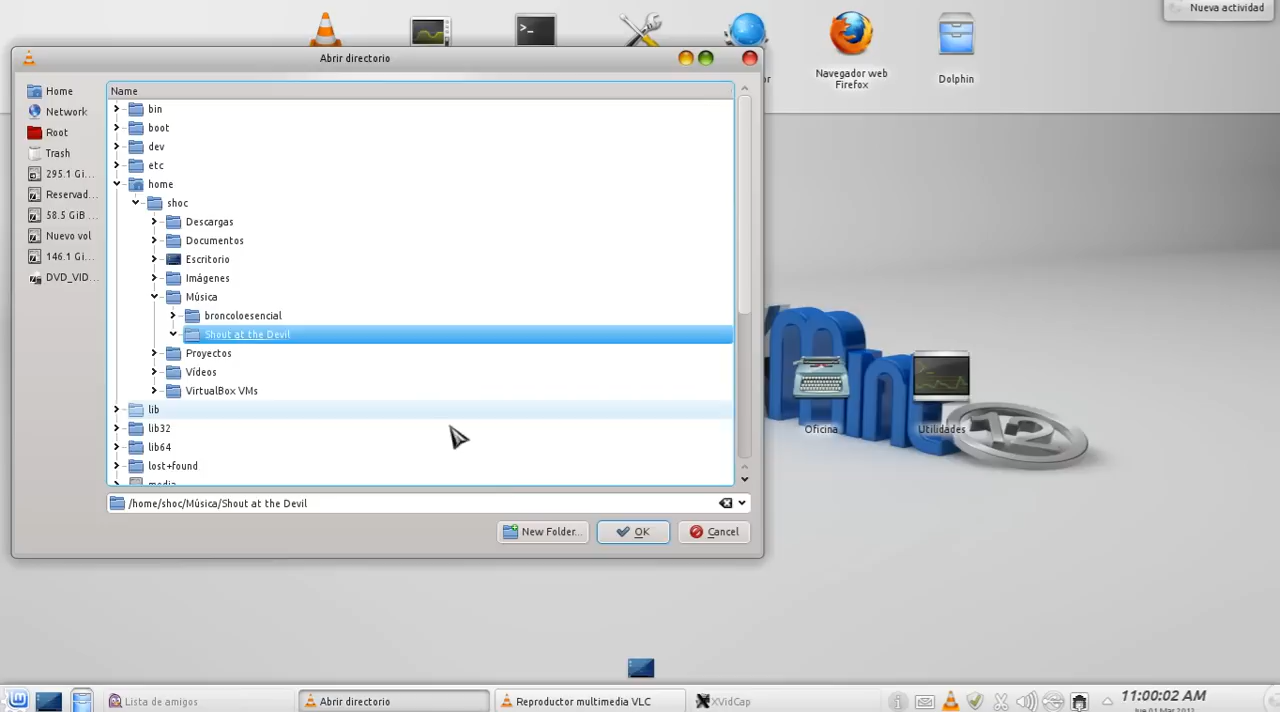 Nueva actividad
Abrir directorio
Navegador web
Firefox
Dolphin
Home
Network
Root
Trash
295.1 Gi...
Reservad...
58.5 GiB ...
Nuevo vol
146.1 Gi...
DVD_VID...
Name
bin
boot
dev
etc
home
shoc
Descargas
Documentos
Escritorio
Imágenes
Música
broncoloesencial
Shout at the Devil
Proyectos
Vídeos
VirtualBox VMs
lib
lib32
lib64
lost+found
media
/home/shoc/Música/Shout at the Devil
New Folder...
OK
Cancel
Mint
12
Oficina
Utilidades
Lista de amigos
Abrir directorio
Reproductor multimedia VLC
XVidCap
11:00:02 AM